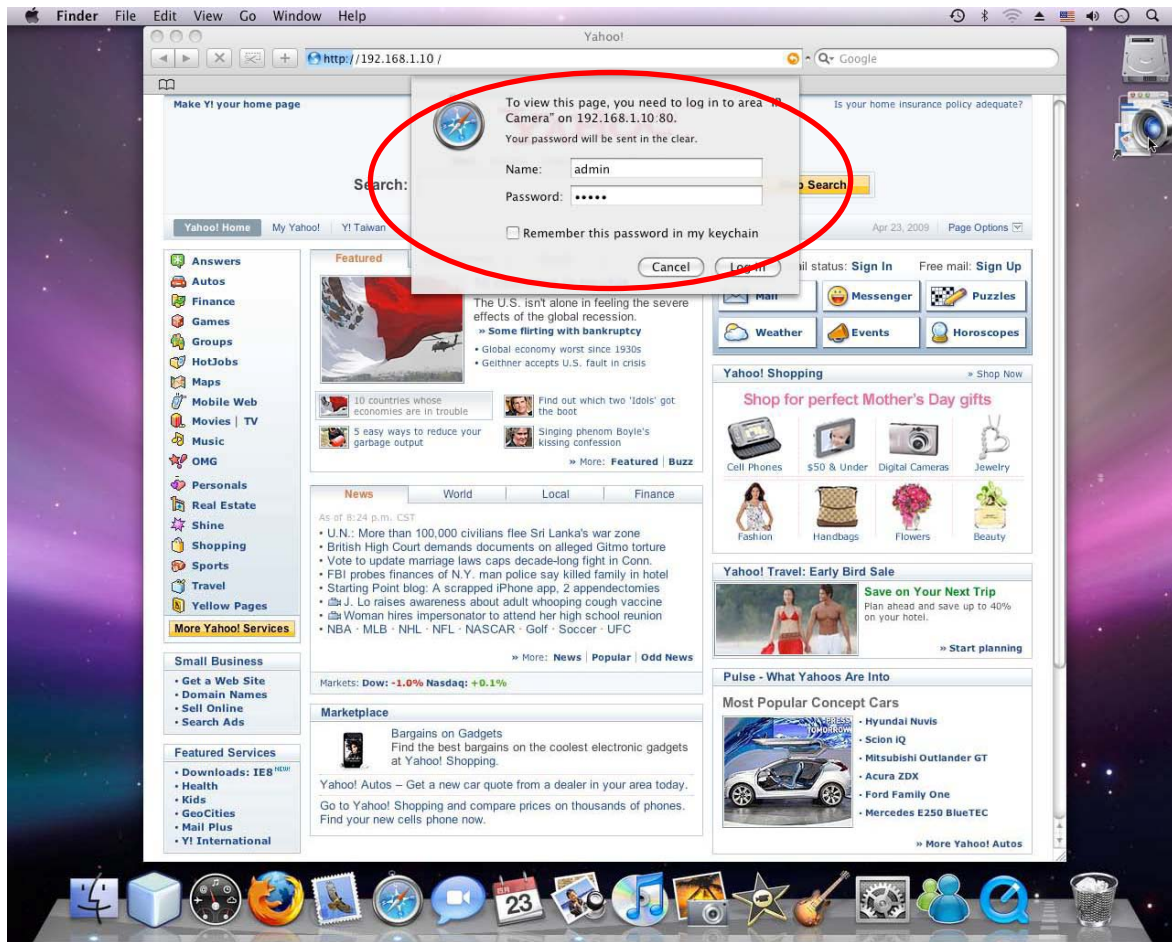 Finder File Edit View Go Window Help
Yahoo!
http://192.168.1.10 /
Google
Make Y! your home page
Is your home insurance policy adequate?
To view this page, you need to log in to area "IP
Camera" on 192.168.1.10:80.
Your password will be sent in the clear.
Name: admin
Password: •••••
Remember this password in my keychain
Cancel
Log In
Search:
Search
Yahoo! Home My Yahoo! Y! Taiwan
Apr 23, 2009 Page Options
Answers
Autos
Finance
Games
Groups
HotJobs
Maps
Mobile Web
Movies | TV
Music
OMG
Personals
Real Estate
Shine
Shopping
Sports
Travel
Yellow Pages
More Yahoo! Services
Small Business
• Get a Web Site
• Domain Names
• Sell Online
• Search Ads
Featured Services
• Downloads: IE8 NEW!
• Health
• Kids
• GeoCities
• Mail Plus
• Y! International
Featured
The U.S. isn't alone in feeling the severe
effects of the global recession.
» Some flirting with bankruptcy
• Global economy worst since 1930s
• Geithner accepts U.S. fault in crisis
10 countries whose
economies are in trouble
Find out which two 'Idols' got
the boot
5 easy ways to reduce your
garbage output
Singing phenom Boyle's
kissing confession
» More: Featured | Buzz
News World Local Finance
As of 8:24 p.m. CST
• U.N.: More than 100,000 civilians flee Sri Lanka's war zone
• British High Court demands documents on alleged Gitmo torture
• Vote to update marriage laws caps decade-long fight in Conn.
• FBI probes finances of N.Y. man police say killed family in hotel
• Starting Point blog: A scrapped iPhone app, 2 appendectomies
• J. Lo raises awareness about adult whooping cough vaccine
• Woman hires impersonator to attend her high school reunion
• NBA · MLB · NHL · NFL · NASCAR · Golf · Soccer · UFC
» More: News | Popular | Odd News
Markets: Dow: -1.0% Nasdaq: +0.1%
Marketplace
Bargains on Gadgets
Find the best bargains on the coolest electronic gadgets
at Yahoo! Shopping.
Yahoo! Autos – Get a new car quote from a dealer in your area today.
Go to Yahoo! Shopping and compare prices on thousands of phones.
Find your new cells phone now.
il status: Sign In Free mail: Sign Up
Mail
Messenger
Puzzles
Weather
Events
Horoscopes
Yahoo! Shopping
» Shop Now
Shop for perfect Mother's Day gifts
Cell Phones $50 & Under Digital Cameras Jewelry
Fashion Handbags Flowers Beauty
Yahoo! Travel: Early Bird Sale
Save on Your Next Trip
Plan ahead and save up to 40%
on your hotel.
» Start planning
Pulse - What Yahoos Are Into
Most Popular Concept Cars
• Hyundai Nuvis
• Scion iQ
• Mitsubishi Outlander GT
• Acura ZDX
• Ford Family One
• Mercedes E250 BlueTEC
» More Yahoo! Autos
23